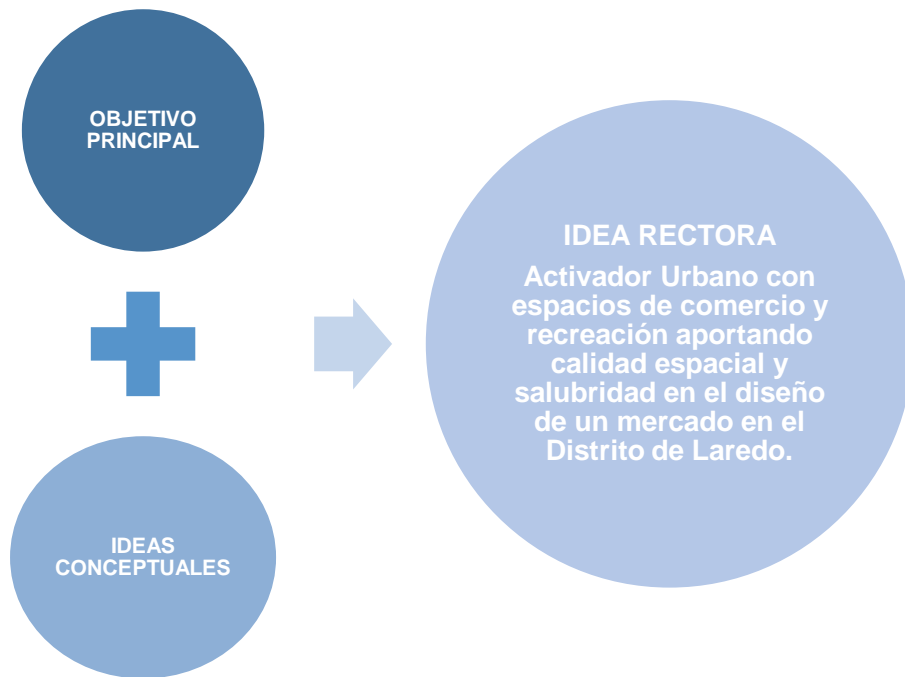 OBJETIVO
PRINCIPAL
IDEAS
CONCEPTUALES
IDEA RECTORA
Activador Urbano con
espacios de comercio y
recreación aportando
calidad espacial y
salubridad en el diseño
de un mercado en el
Distrito de Laredo.